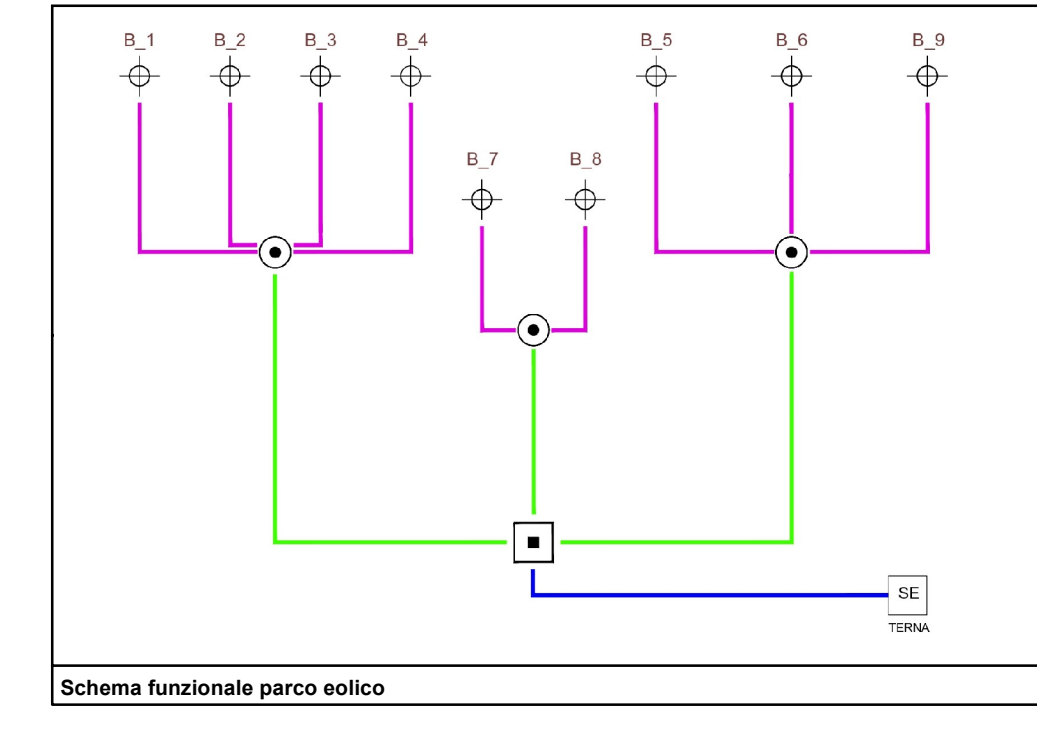 B_1 B_2 B_3 B_4 B_5 B_6 B_9
B_7 B_8
SE
TERNA
Schema funzionale parco eolico